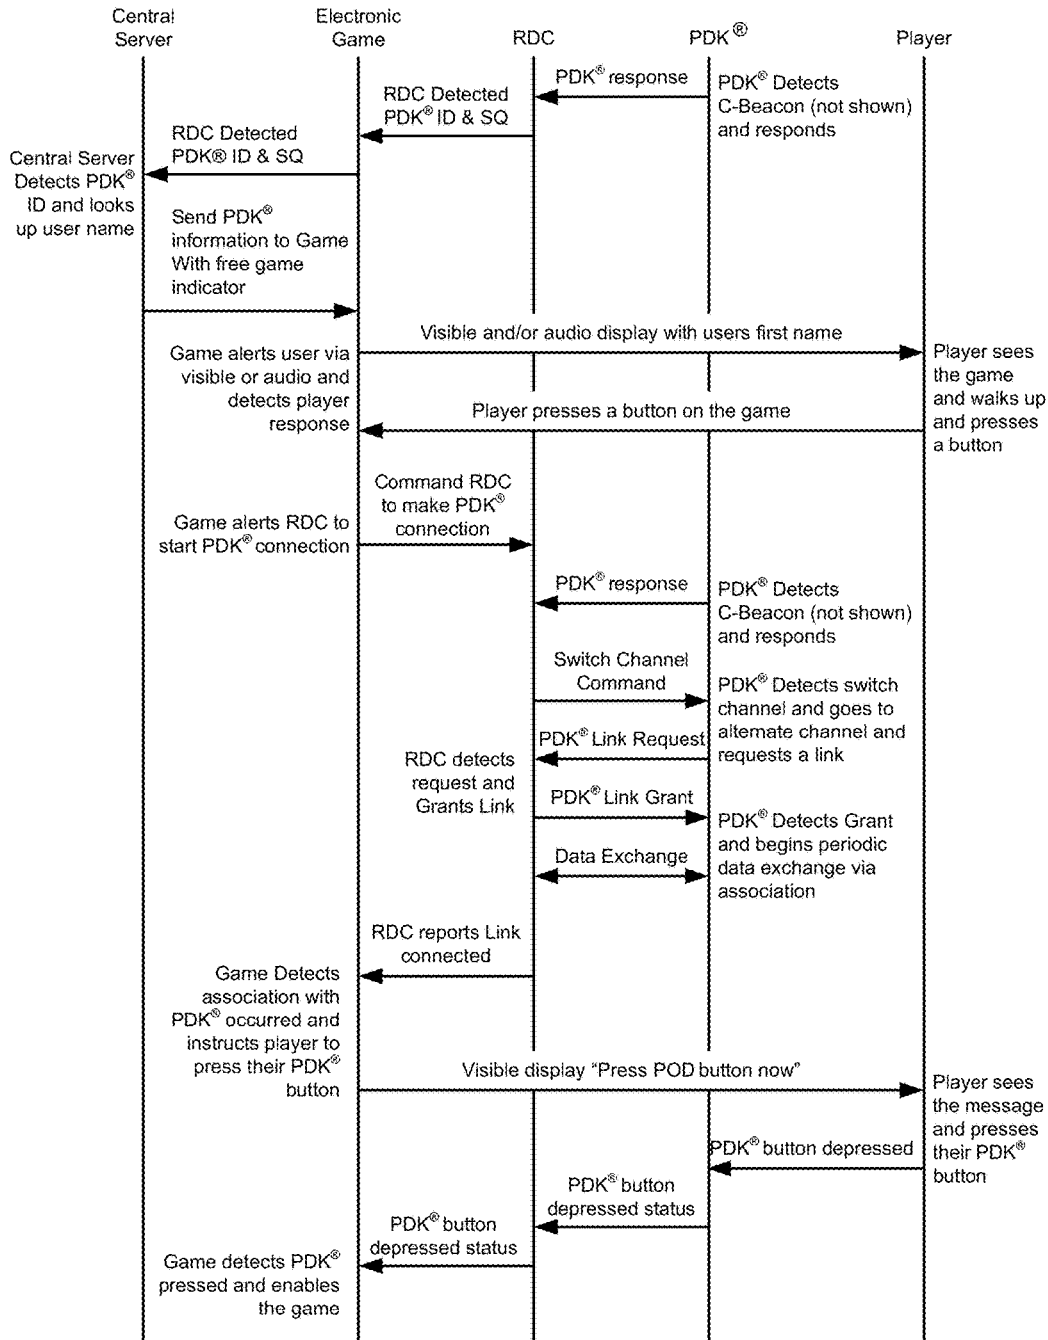 Central
Server
Electronic
Game
RDC
PDK®
Player
PDK® response
PDK® Detects
C-Beacon (not shown)
and responds
RDC Detected
PDK® ID & SQ
RDC Detected
PDK® ID & SQ
Central Server
Detects PDK®
ID and looks
up user name
Send PDK®
information to Game
With free game
indicator
Visible and/or audio display with users first name
Game alerts user via
visible or audio and
detects player
response
Player sees
the game
and walks up
and presses
a button
Player presses a button on the game
Command RDC
to make PDK®
connection
Game alerts RDC to
start PDK® connection
PDK® response
PDK® Detects
C-Beacon (not shown)
and responds
Switch Channel
Command
PDK® Detects switch
channel and goes to
alternate channel and
requests a link
PDK® Link Request
RDC detects
request and
Grants Link
PDK® Link Grant
PDK® Detects Grant
and begins periodic
data exchange via
association
Data Exchange
RDC reports Link
connected
Game Detects
association with
PDK® occurred and
instructs player to
press their PDK®
button
Visible display “Press POD button now”
Player sees
the message
and presses
their PDK®
button
PDK® button depressed
PDK® button
depressed status
PDK® button
depressed status
Game detects PDK®
pressed and enables
the game